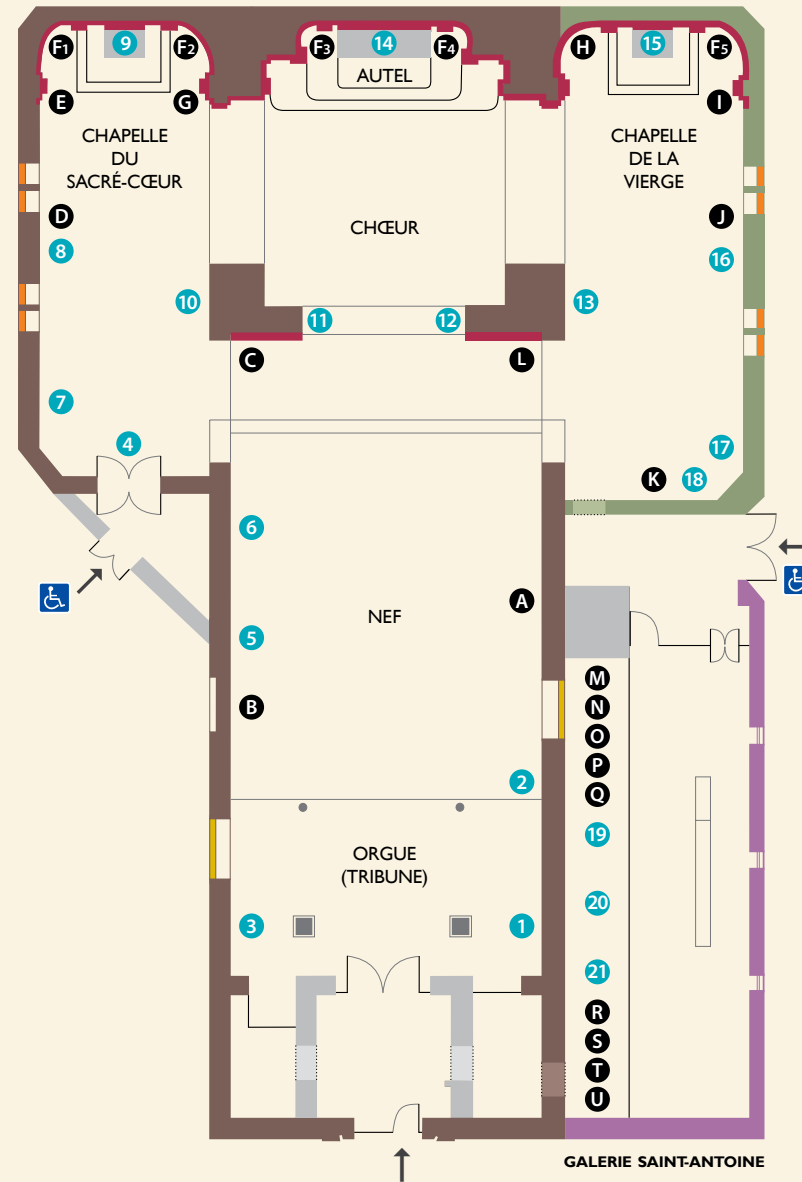 F1 9 F2 F3 14 F4 H 15 F5
AUTEL
E G I
CHAPELLE
DU
SACRÉ-CŒUR
CHAPELLE
DE LA
VIERGE
D J
CHŒUR
8 16
10 11 12 13
C L
7
4 17
K 18
6
A
NEF
5
M
B N
O
P
2 Q
19
ORGUE
(TRIBUNE)
20
3 1
21
R
S
T
U
GALERIE SAINT-ANTOINE